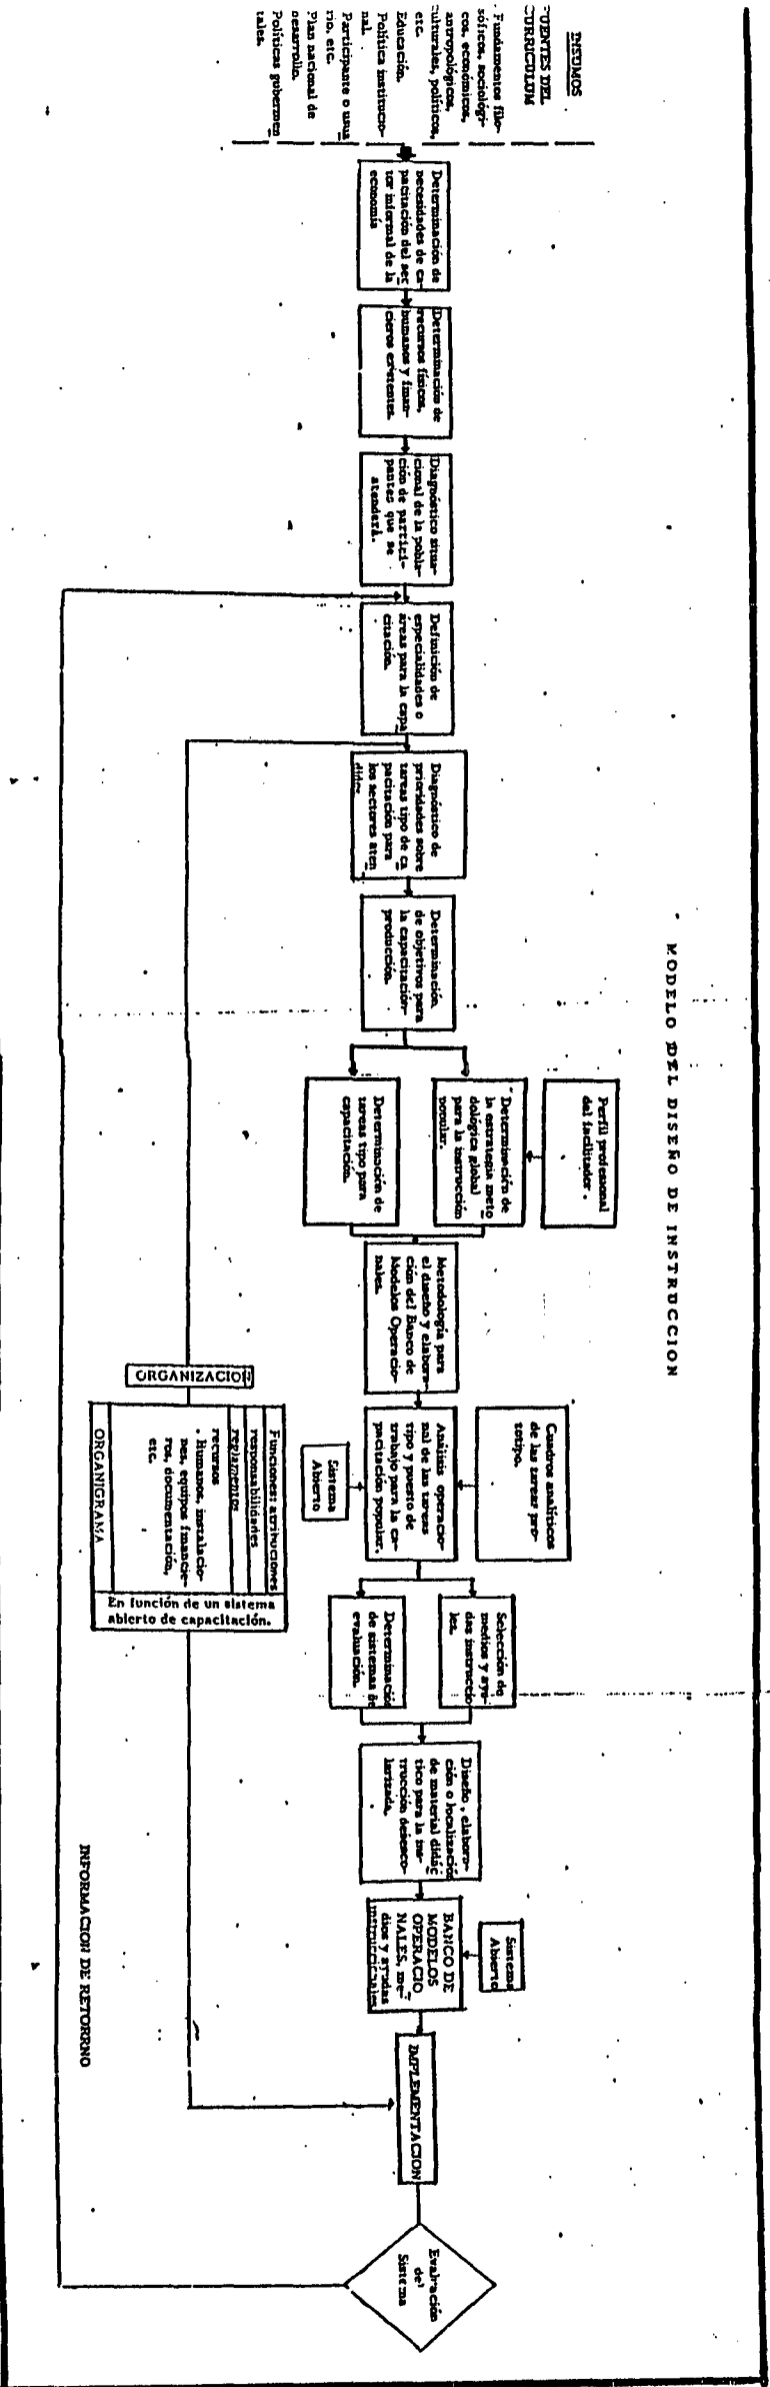 MODELO DEL DISEÑO DE INSTRUCCION
INSUMOS
FUENTES DEL
CURRICULUM
. Fundamentos filo-
sóficos, sociológi-
cos, económicos,
antropológicos,
culturales, políticos,
etc.
Educación.
Política institucio-
nal.
Participante o usua
rio, etc.
Plan nacional de
desarrollo.
Políticas gubernmen
tales.
Determinación de
necesidades de ca-
pacitación del sec
tor informal de la
economía
Determinación de
recursos físicos,
humanos y finan-
cieros existentes.
Diagnóstico situa-
cional de la pobla-
ción de partici-
pantes que se
atenderá.
Definición de
especialidades o
áreas para la capa
citación.
Diagnóstico de
prioridades sobre
tareas tipo de ca
pacitación para
los sectores aten
didos
Determinación
de objetivos para
la capacitación-
producción.
Perfil profesional
del facilitador.
Determinación de
la estrategia meto
dológica global
para la instrucción
popular.
Determinación de
tareas tipo para
capacitación.
Metodología para
el diseño y elabora-
ción del Banco de
Modelos Operacio-
nales.
Cuadros analíticos
de las tareas pro-
totipo.
Análisis operacio-
nal de las tareas
tipo y puesto de
trabajo para la ca-
pacitación popular.
Sistema
Abierto
Selección de
medios y ayu-
das instruccio
les.
Determinación
de sistemas de
evaluación.
Diseño, elabora-
ción o localización
de material didác
tico para la ins-
trucción desesco-
larizada.
Sistema
Abierto
BANCO DE
MODELOS
OPERACIO
NALES, me-
dios y ayudas
instruccionales
IMPLEMENTACION
Evaluación
del
Sistema
ORGANIZACION
Funciones: atribuciones
responsabilidades
reglamentos
recursos
. Humanos, instalacio-
nes, equipos financie-
ros, documentación,
etc.
ORGANIGRAMA
En función de un sistema
abierto de capacitación.
INFORMACION DE RETORRNO